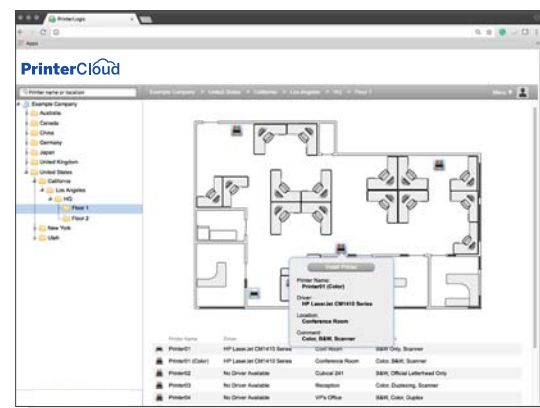 PrinterLogic
Apps
PrinterCloud
Printer name or location
Example Company > United States > California > Los Angeles > HQ > Floor 1
Menu
Example Company
Australia
Canada
China
Germany
Japan
United Kingdom
United States
California
Los Angeles
HQ
Floor 1
Floor 2
New York
Utah
Install Printer
Printer Name:
Printer01 (Color)
Driver:
HP LaserJet CM1410 Series
Location:
Conference Room
Comment:
Color, B&W, Scanner
Printer Name Driver
Printer01 HP LaserJet CM1410 Series Conf Room B&W Only, Scanner
Printer01 (Color) HP LaserJet CM1410 Series Conference Room Color, B&W, Scanner
Printer02 No Driver Available Cubical 241 B&W, Official Letterhead Only
Printer03 No Driver Available Reception Color, Duplexing, Scanner
Printer04 No Driver Available VP's Office B&W, Color, Duplex